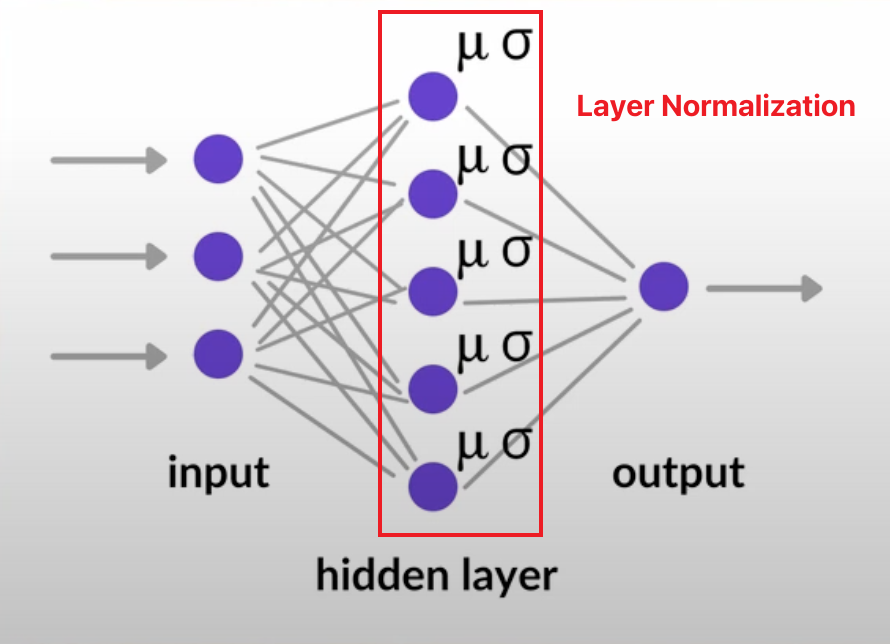 μ σ
Layer Normalization
μ σ
μ σ
μ σ
μ σ
input
output
hidden layer